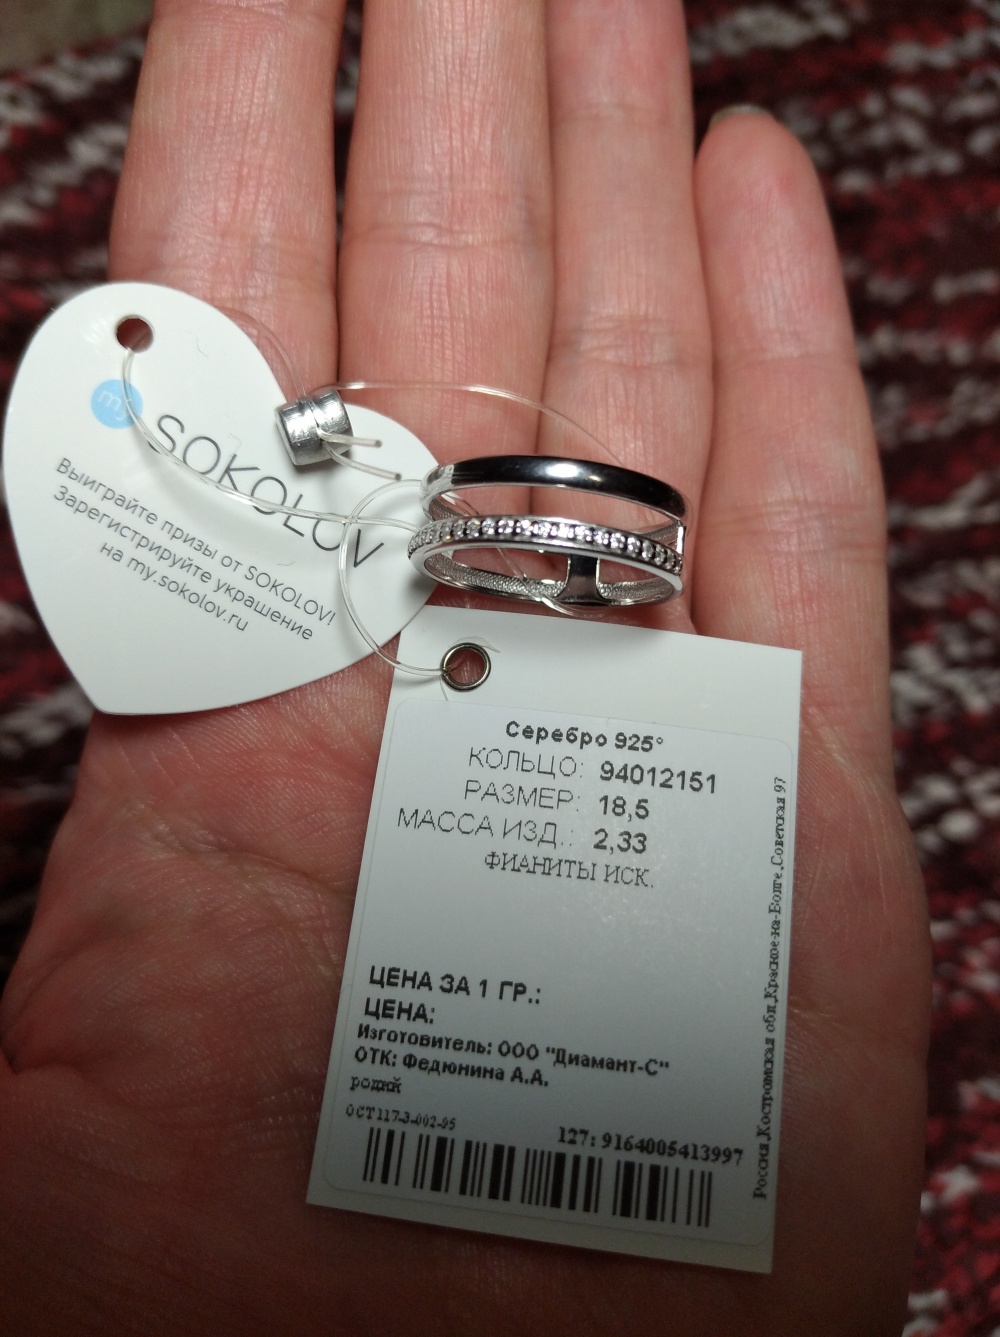 my
SOKOLOV
Выиграйте призы от SOKOLOV!
Зарегистрируйте украшение
на my.sokolov.ru
Серебро 925°
КОЛЬЦО: 94012151
РАЗМЕР: 18,5
МАССА ИЗД.: 2,33
ФИАНИТЫ ИСК.
ЦЕНА ЗА 1 ГР.:
ЦЕНА:
Изготовитель: ООО "Диамант-С"
ОТК: Федюнина А.А.
родий
ОСТ117-3-002-95
127: 9164005413997
Россия,Костромская обл,Красное-на-Волге,Советская 97